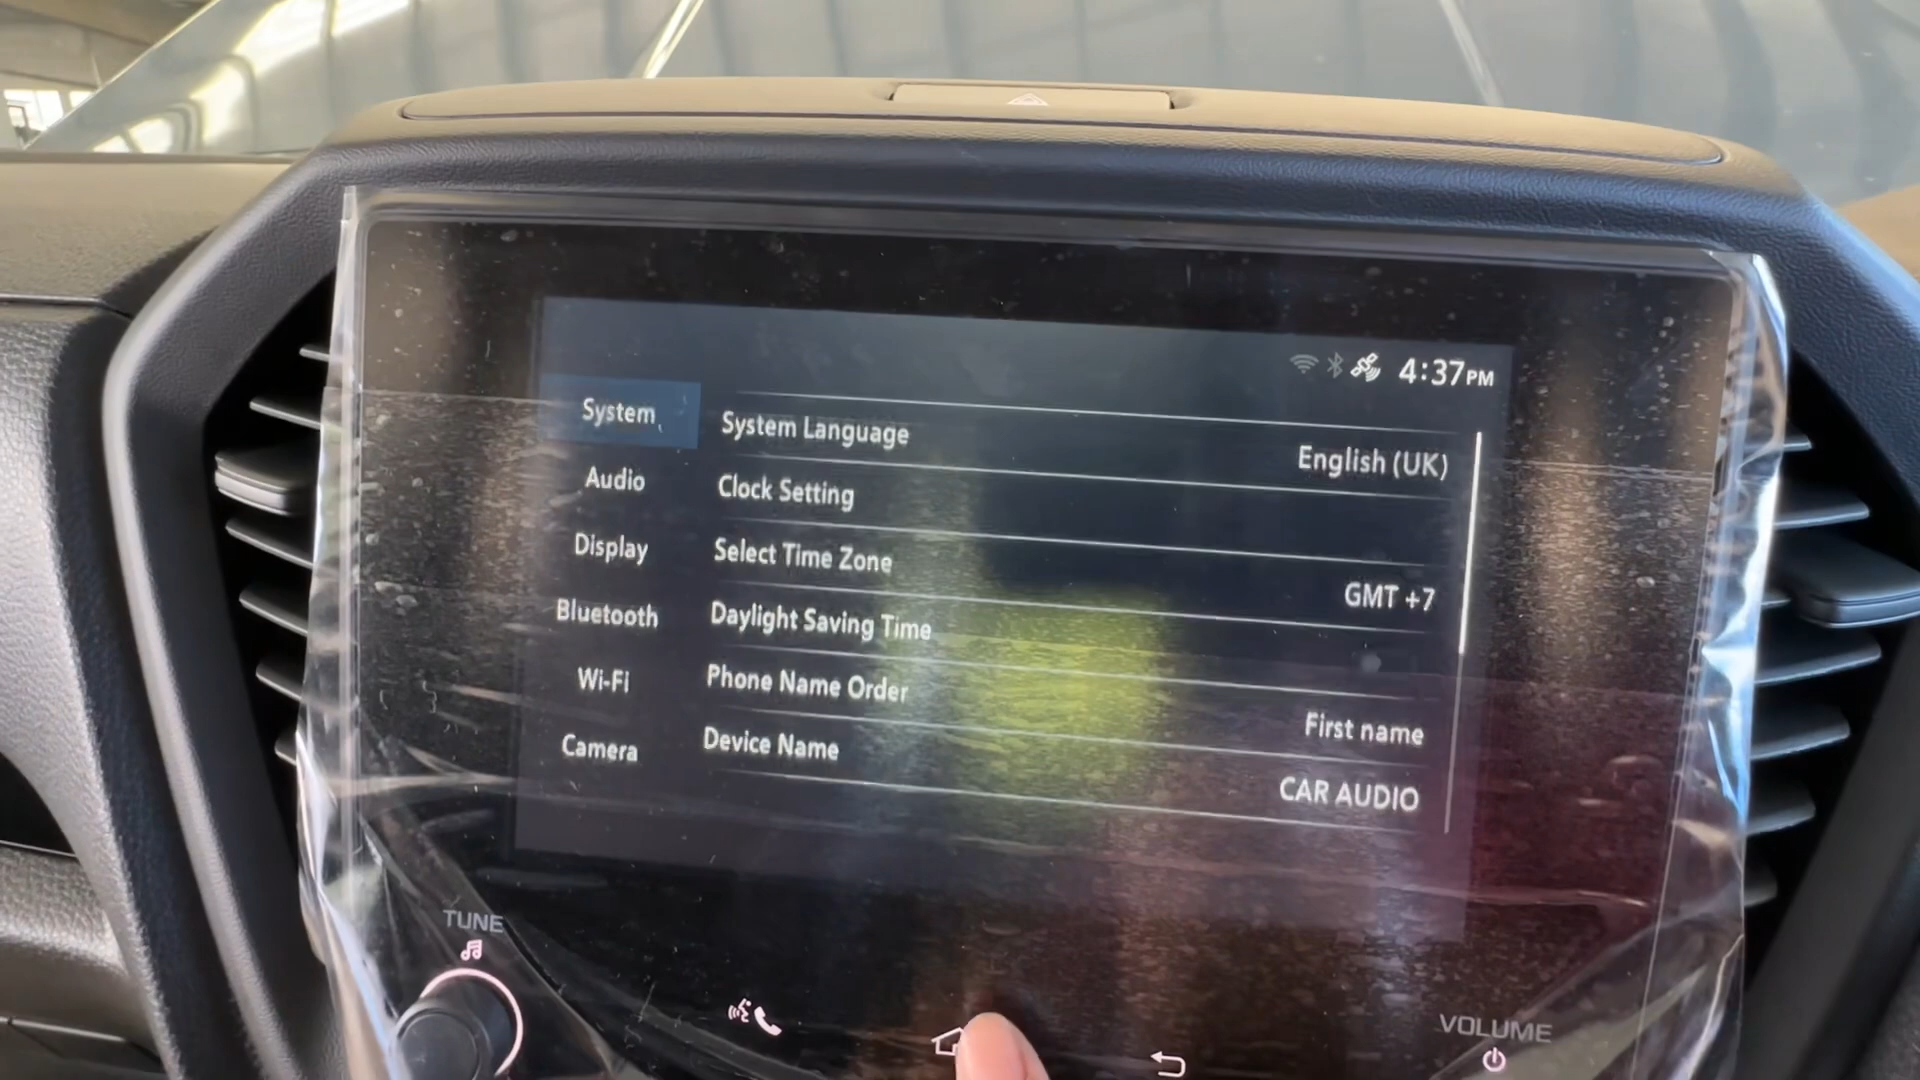 4:37PM
System
System Language
English (UK)
Audio
Clock Setting
Display
Select Time Zone
GMT +7
Bluetooth
Daylight Saving Time
Wi-Fi
Phone Name Order
First name
Camera
Device Name
CAR AUDIO
TUNE
VOLUME